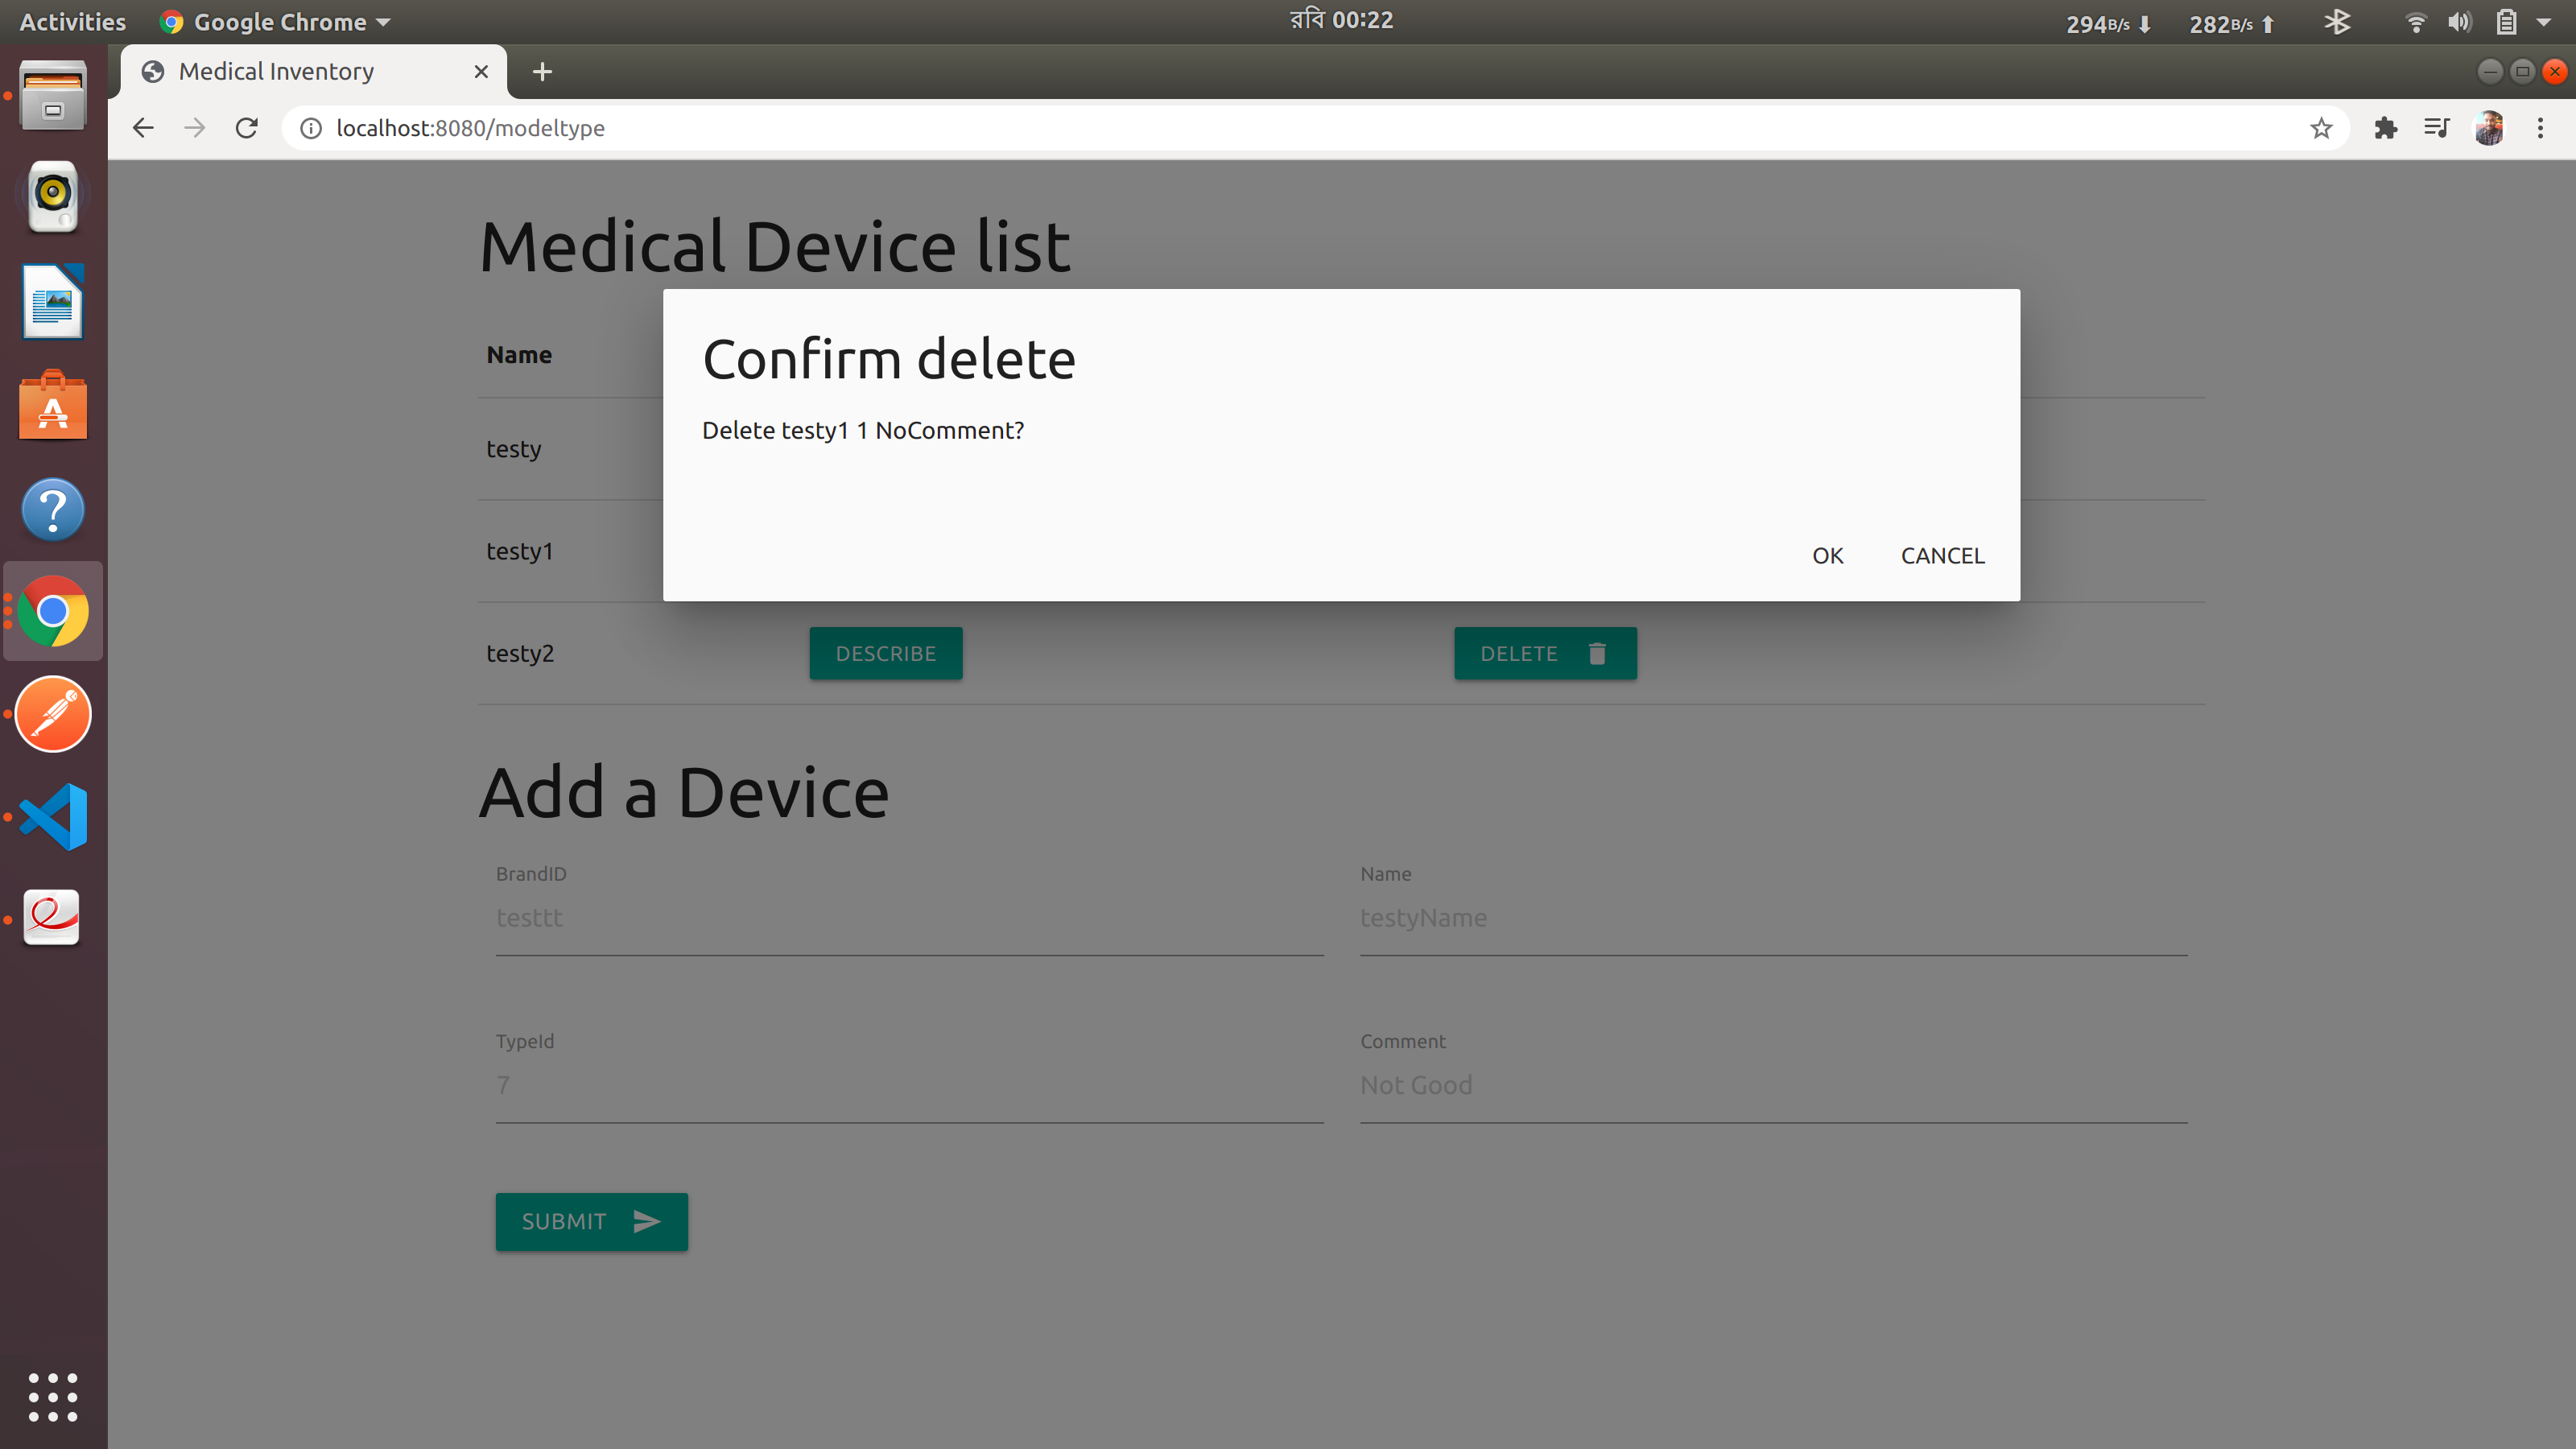 Activities Google Chrome রবি 00:22 294B/s 282B/s
Medical Inventory
localhost:8080/modeltype
Medical Device list
Confirm delete
Name
Delete testy1 1 NoComment?
testy
testy1
OK CANCEL
testy2 DESCRIBE DELETE
Add a Device
BrandID Name
testtt testyName
TypeId Comment
7 Not Good
SUBMIT